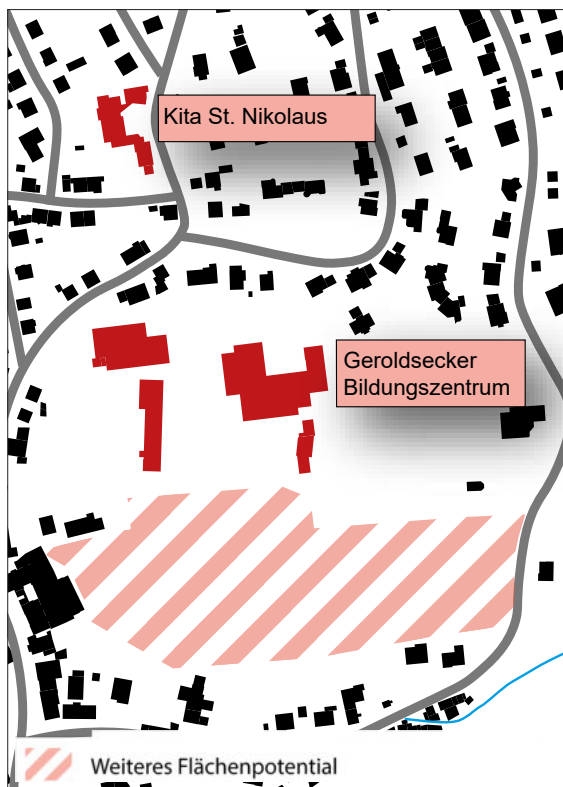 Kita St. Nikolaus
Geroldsecker
Bildungszentrum
Weiteres Flächenpotential